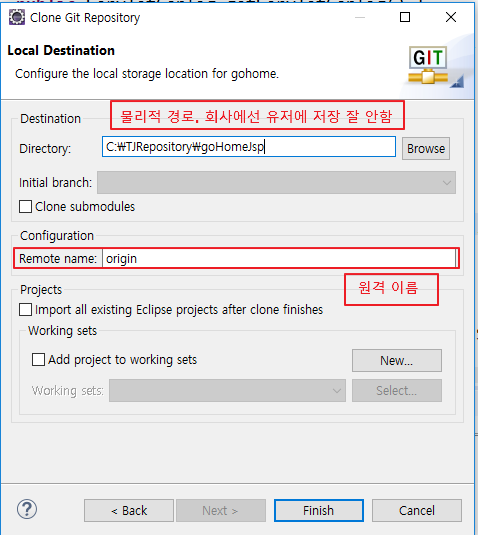 Clone Git Repository
Local Destination
Configure the local storage location for gohome.
GIT
Destination
물리적 경로, 회사에선 유저에 저장 잘 안함
Directory:
C:₩TJRepository₩goHomeJsp
Browse
Initial branch:
Clone submodules
Configuration
Remote name:
origin
원격 이름
Projects
Import all existing Eclipse projects after clone finishes
Working sets
Add project to working sets
New...
Working sets:
Select...
?
< Back
Next >
Finish
Cancel